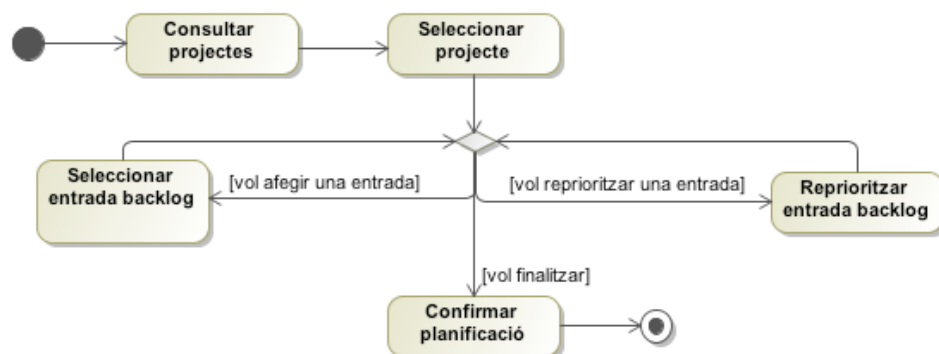 Consultar
projectes
Seleccionar
projecte
Seleccionar
entrada backlog
[vol afegir una entrada]
[vol reprioritzar una entrada]
Reprioritzar
entrada backlog
[vol finalitzar]
Confirmar
planificació